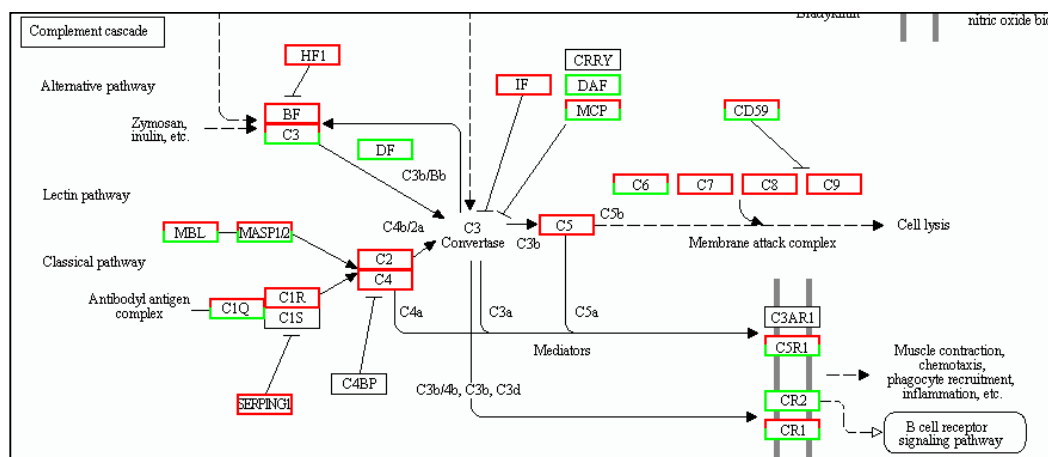 Bradykinin
nitric oxide bio
Complement cascade
HF1
CRRY
Alternative pathway
IF
DAF
BF
MCP
CD59
Zymosan,
inulin, etc.
C3
DF
C3b/Bb
C6
C7
C8
C9
Lectin pathway
C5b
C4b/2a
C3
Convertase
C5
Cell lysis
MBL
MASP1/2
C3b
Membrane attack complex
Classical pathway
C2
C4
Antibodyl antigen
complex
C1Q
C1R
C1S
C4a
C3a
C5a
C3AR1
Mediators
C5R1
Muscle contraction,
chemotaxis,
phagocyte recruitment,
inflammation, etc.
C4BP
C3b/4b, C3b, C3d
SERPING1
CR2
CR1
B cell receptor
signaling pathway